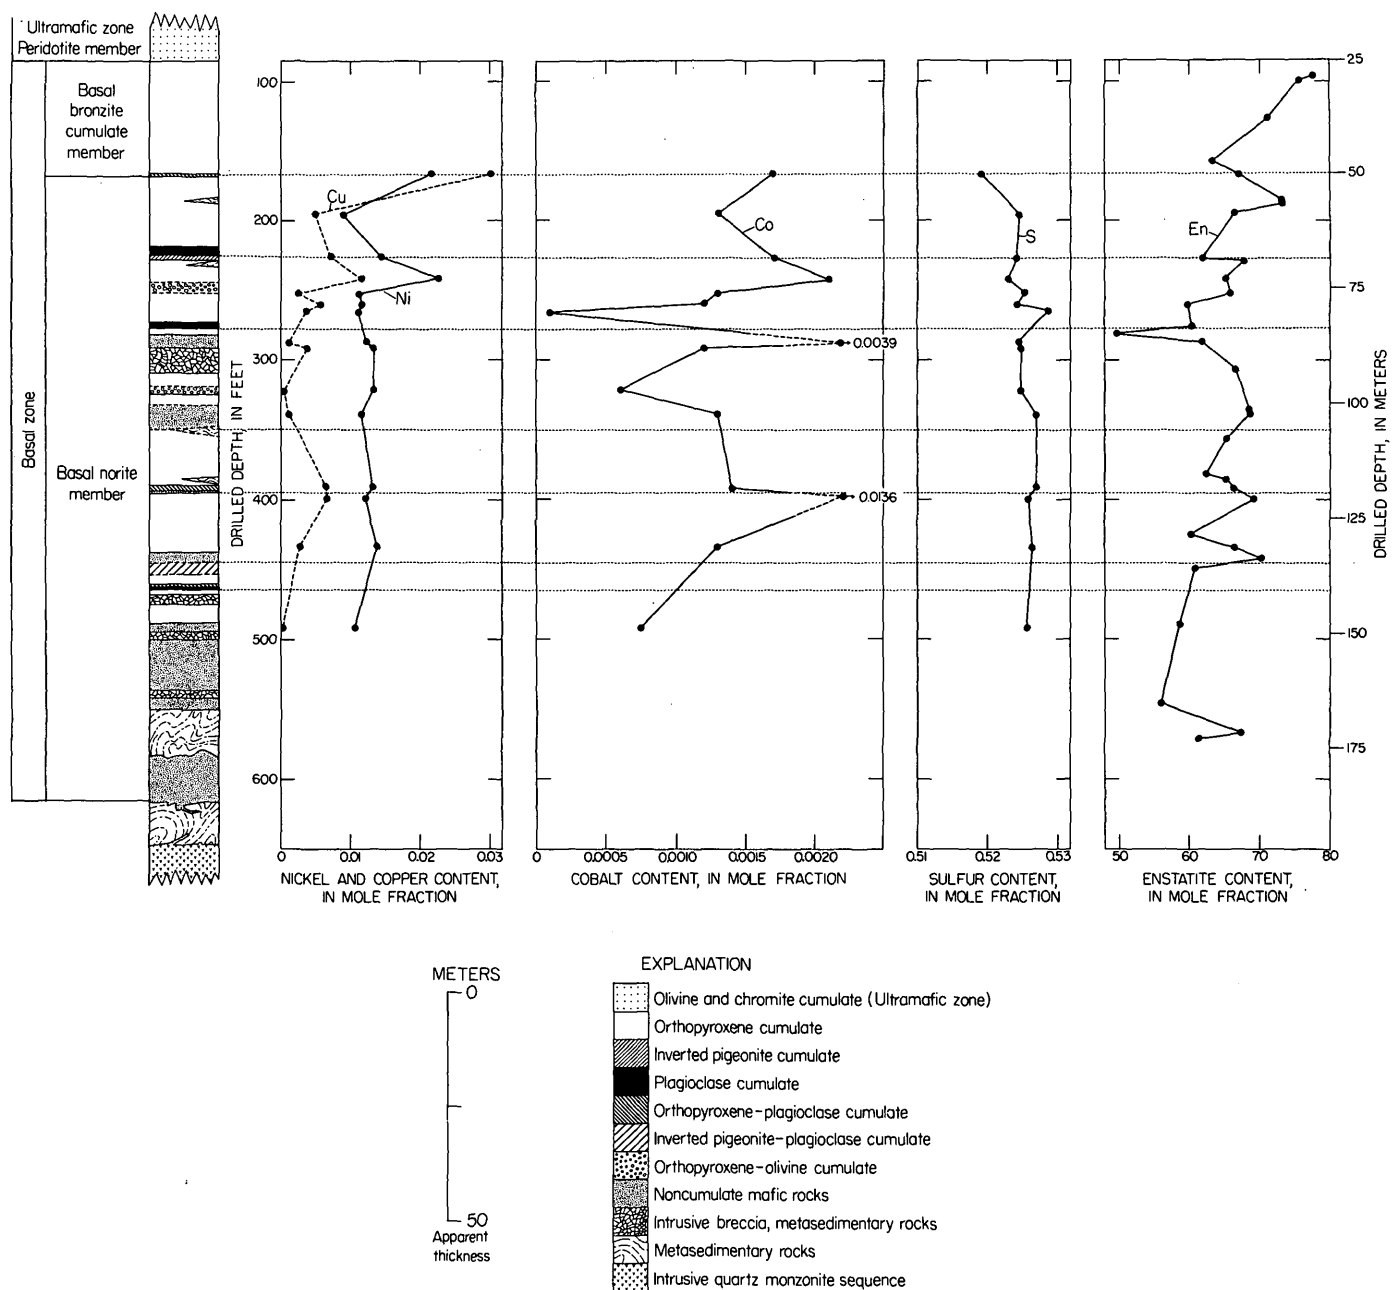 Ultramafic zone
Peridotite member
Basal zone
Basal
bronzite
cumulate
member
Basal norite
member
DRILLED DEPTH, IN FEET
100
200
300
400
500
600
Cu
Ni
0
0.01
0.02
0.03
NICKEL AND COPPER CONTENT,
IN MOLE FRACTION
Co
0.0039
0.0136
0
0.0005
0.0010
0.0015
0.0020
COBALT CONTENT, IN MOLE FRACTION
S
0.51
0.52
0.53
SULFUR CONTENT,
IN MOLE FRACTION
En
50
60
70
80
ENSTATITE CONTENT,
IN MOLE FRACTION
25
50
75
100
125
150
175
DRILLED DEPTH, IN METERS
METERS
0
50
Apparent
thickness
EXPLANATION
Olivine and chromite cumulate (Ultramafic zone)
Orthopyroxene cumulate
Inverted pigeonite cumulate
Plagioclase cumulate
Orthopyroxene-plagioclase cumulate
Inverted pigeonite-plagioclase cumulate
Orthopyroxene-olivine cumulate
Noncumulate mafic rocks
Intrusive breccia, metasedimentary rocks
Metasedimentary rocks
Intrusive quartz monzonite sequence